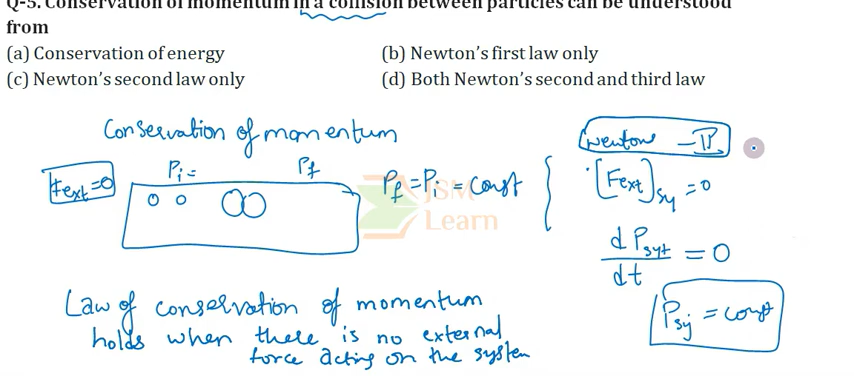 Q-5. Conservation of momentum in a collision between particles can be understood
from
(a) Conservation of energy
(b) Newton's first law only
(c) Newton's second law only
(d) Both Newton's second and third law
Conservation of momentum
Fext=0
Pi=
Pf
Pf=Pi = const
Newtons - II
[Fext]sy = 0
d Psyt / dt = 0
Psy = const
JSM
Learn
Law of conservation of momentum
holds when there is no external
force acting on the system